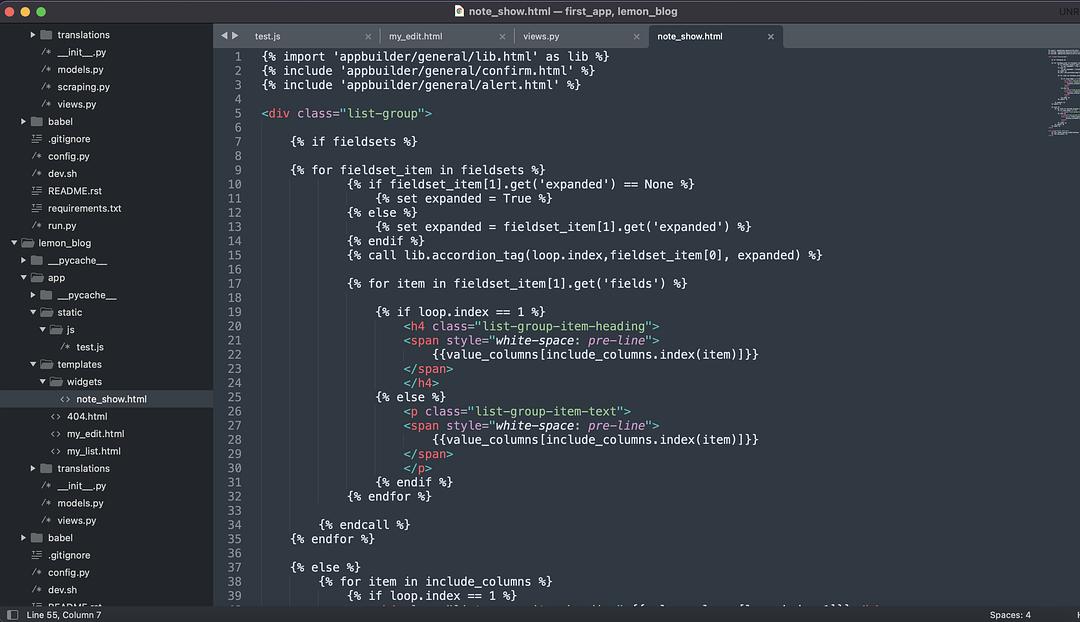 note_show.html — first_app, lemon_blog
UNR
translations
/* __init__.py
/* models.py
/* scraping.py
/* views.py
babel
.gitignore
/* config.py
/* dev.sh
README.rst
requirements.txt
/* run.py
lemon_blog
__pycache__
app
__pycache__
static
js
/* test.js
templates
widgets
<> note_show.html
<> 404.html
<> my_edit.html
<> my_list.html
translations
/* __init__.py
/* models.py
/* views.py
babel
.gitignore
/* config.py
/* dev.sh
README.rst
test.js × my_edit.html × views.py × note_show.html ×
1 {% import 'appbuilder/general/lib.html' as lib %}
2 {% include 'appbuilder/general/confirm.html' %}
3 {% include 'appbuilder/general/alert.html' %}
4
5 <div class="list-group">
6
7 {% if fieldsets %}
8
9 {% for fieldset_item in fieldsets %}
10 {% if fieldset_item[1].get('expanded') == None %}
11 {% set expanded = True %}
12 {% else %}
13 {% set expanded = fieldset_item[1].get('expanded') %}
14 {% endif %}
15 {% call lib.accordion_tag(loop.index,fieldset_item[0], expanded) %}
16
17 {% for item in fieldset_item[1].get('fields') %}
18
19 {% if loop.index == 1 %}
20 <h4 class="list-group-item-heading">
21 <span style="white-space: pre-line">
22 {{value_columns[include_columns.index(item)]}}
23 </span>
24 </h4>
25 {% else %}
26 <p class="list-group-item-text">
27 <span style="white-space: pre-line">
28 {{value_columns[include_columns.index(item)]}}
29 </span>
30 </p>
31 {% endif %}
32 {% endfor %}
33
34 {% endcall %}
35 {% endfor %}
36
37 {% else %}
38 {% for item in include_columns %}
39 {% if loop.index == 1 %}
Line 55, Column 7
Spaces: 4